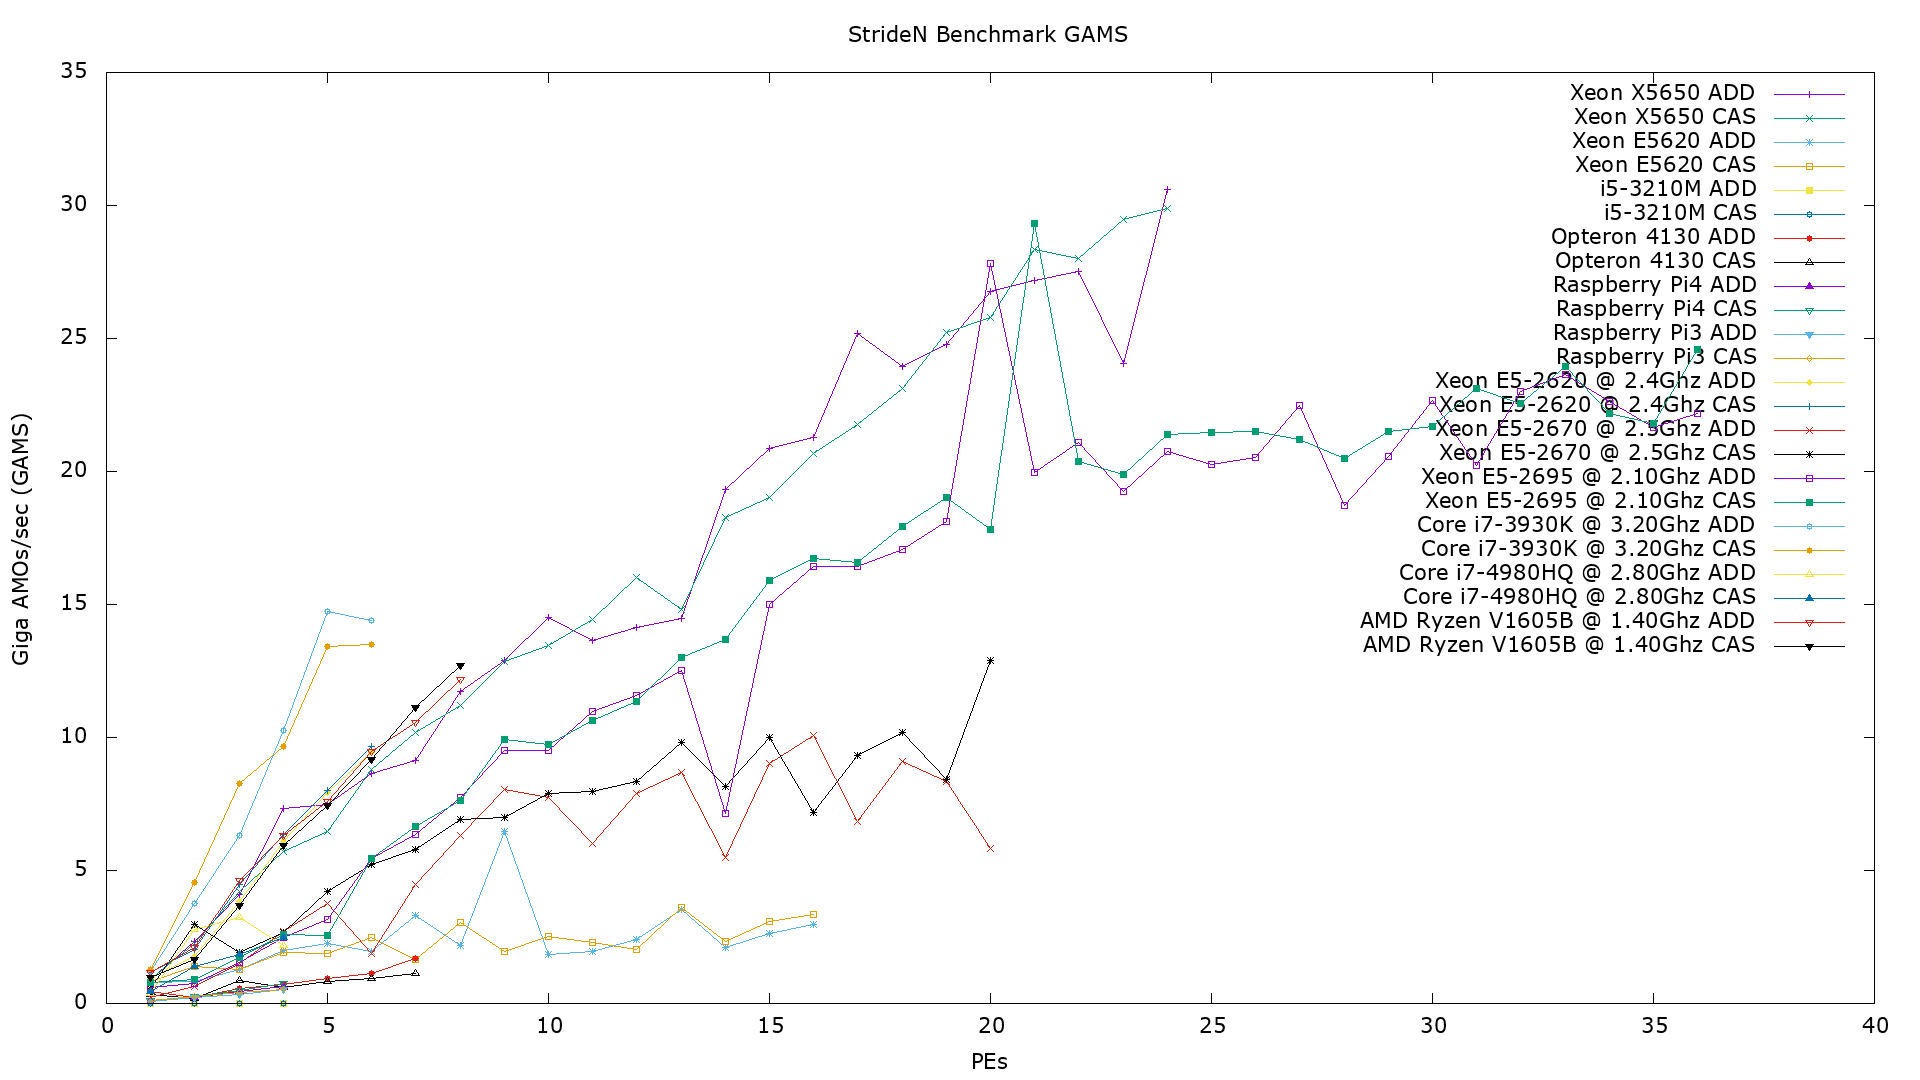 StrideN Benchmark GAMS
35
30
25
20
15
10
5
0
Giga AMOs/sec (GAMS)
0 5 10 15 20 25 30 35 40
PEs
Xeon X5650 ADD
Xeon X5650 CAS
Xeon E5620 ADD
Xeon E5620 CAS
i5-3210M ADD
i5-3210M CAS
Opteron 4130 ADD
Opteron 4130 CAS
Raspberry Pi4 ADD
Raspberry Pi4 CAS
Raspberry Pi3 ADD
Raspberry Pi3 CAS
Xeon E5-2620 @ 2.4Ghz ADD
Xeon E5-2620 @ 2.4Ghz CAS
Xeon E5-2670 @ 2.5Ghz ADD
Xeon E5-2670 @ 2.5Ghz CAS
Xeon E5-2695 @ 2.10Ghz ADD
Xeon E5-2695 @ 2.10Ghz CAS
Core i7-3930K @ 3.20Ghz ADD
Core i7-3930K @ 3.20Ghz CAS
Core i7-4980HQ @ 2.80Ghz ADD
Core i7-4980HQ @ 2.80Ghz CAS
AMD Ryzen V1605B @ 1.40Ghz ADD
AMD Ryzen V1605B @ 1.40Ghz CAS